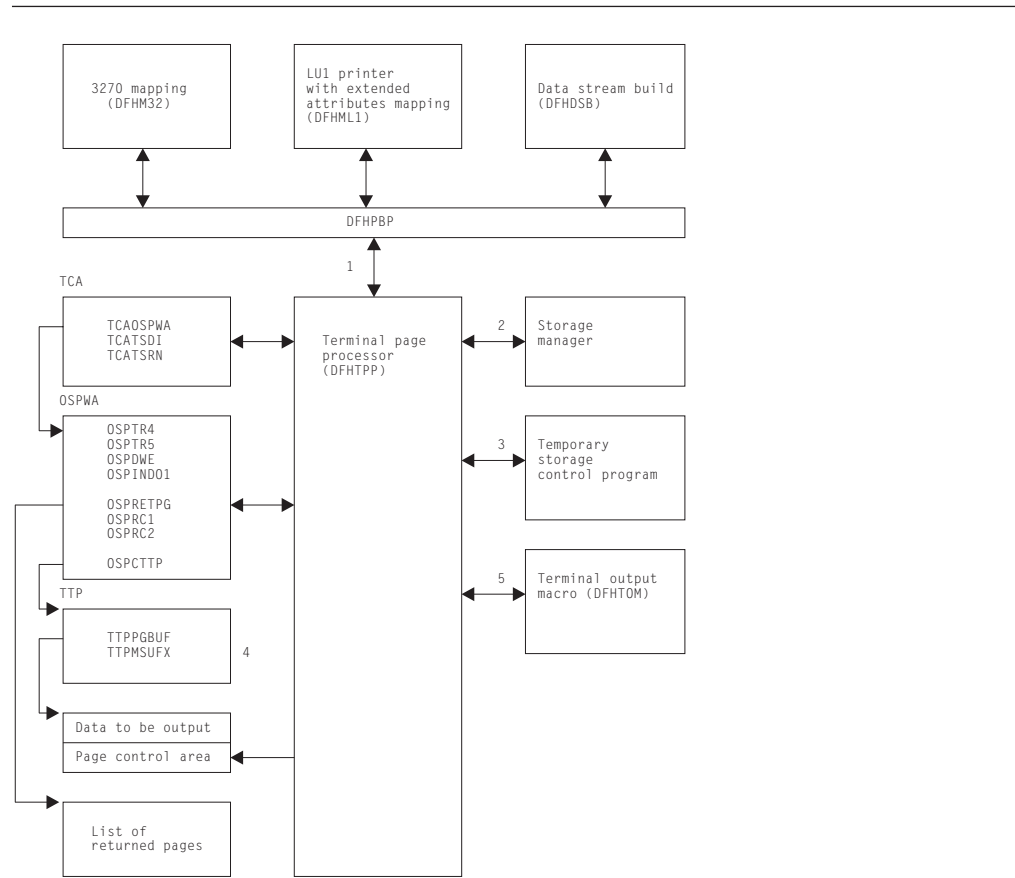 3270 mapping
(DFHM32)
LU1 printer
with extended
attributes mapping
(DFHML1)
Data stream build
(DFHDSB)
DFHPBP
1
TCA
TCAOSPWA
TCATSDI
TCATSRN
Terminal page
processor
(DFHTPP)
2
Storage
manager
OSPWA
OSPTR4
OSPTR5
OSPDWE
OSPIND01
OSPRETPG
OSPRC1
OSPRC2
OSPCTTP
3
Temporary
storage
control program
5
Terminal output
macro (DFHTOM)
TTP
TTPPGBUF
TTPMSUFX
4
Data to be output
Page control area
List of
returned pages